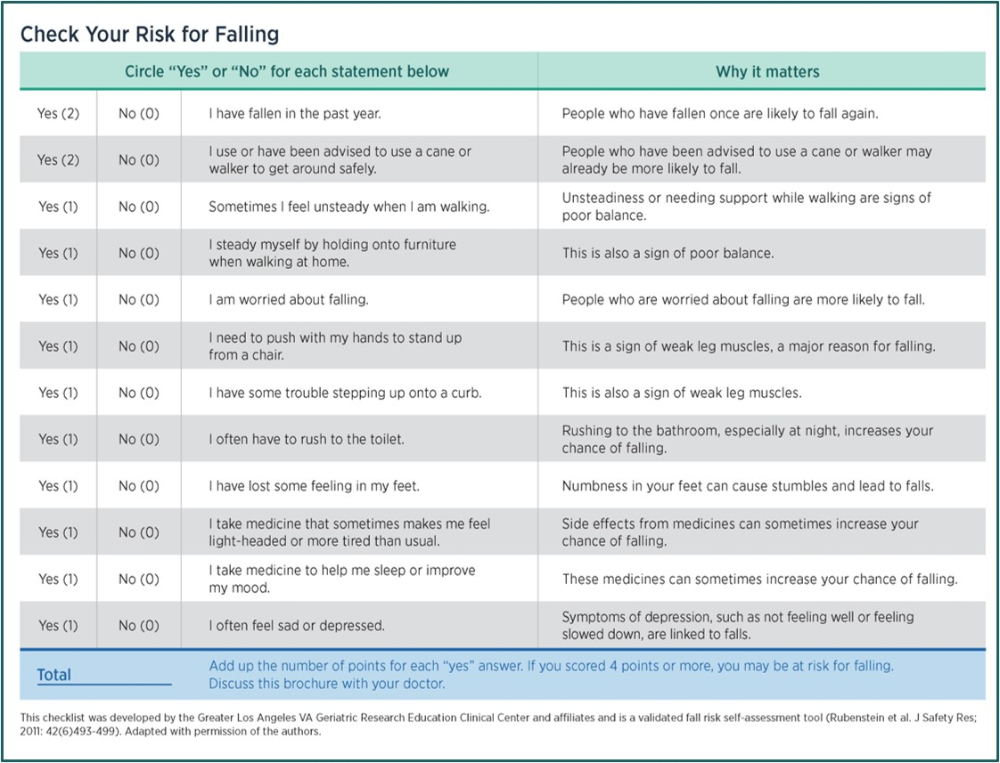 Check Your Risk for Falling
Circle “Yes” or “No” for each statement below
Why it matters
Yes (2) No (0) I have fallen in the past year. People who have fallen once are likely to fall again.
Yes (2) No (0) I use or have been advised to use a cane or
walker to get around safely.
People who have been advised to use a cane or walker may
already be more likely to fall.
Yes (1) No (0) Sometimes I feel unsteady when I am walking.
Unsteadiness or needing support while walking are signs of
poor balance.
Yes (1) No (0) I steady myself by holding onto furniture
when walking at home.
This is also a sign of poor balance.
Yes (1) No (0) I am worried about falling. People who are worried about falling are more likely to fall.
Yes (1) No (0) I need to push with my hands to stand up
from a chair.
This is a sign of weak leg muscles, a major reason for falling.
Yes (1) No (0) I have some trouble stepping up onto a curb. This is also a sign of weak leg muscles.
Yes (1) No (0) I often have to rush to the toilet.
Rushing to the bathroom, especially at night, increases your
chance of falling.
Yes (1) No (0) I have lost some feeling in my feet. Numbness in your feet can cause stumbles and lead to falls.
Yes (1) No (0) I take medicine that sometimes makes me feel
light-headed or more tired than usual.
Side effects from medicines can sometimes increase your
chance of falling.
Yes (1) No (0) I take medicine to help me sleep or improve
my mood.
These medicines can sometimes increase your chance of falling.
Yes (1) No (0) I often feel sad or depressed.
Symptoms of depression, such as not feeling well or feeling
slowed down, are linked to falls.
Total
Add up the number of points for each “yes” answer. If you scored 4 points or more, you may be at risk for falling.
Discuss this brochure with your doctor.
This checklist was developed by the Greater Los Angeles VA Geriatric Research Education Clinical Center and affiliates and is a validated fall risk self-assessment tool (Rubenstein et al. J Safety Res;
2011: 42(6)493-499). Adapted with permission of the authors.